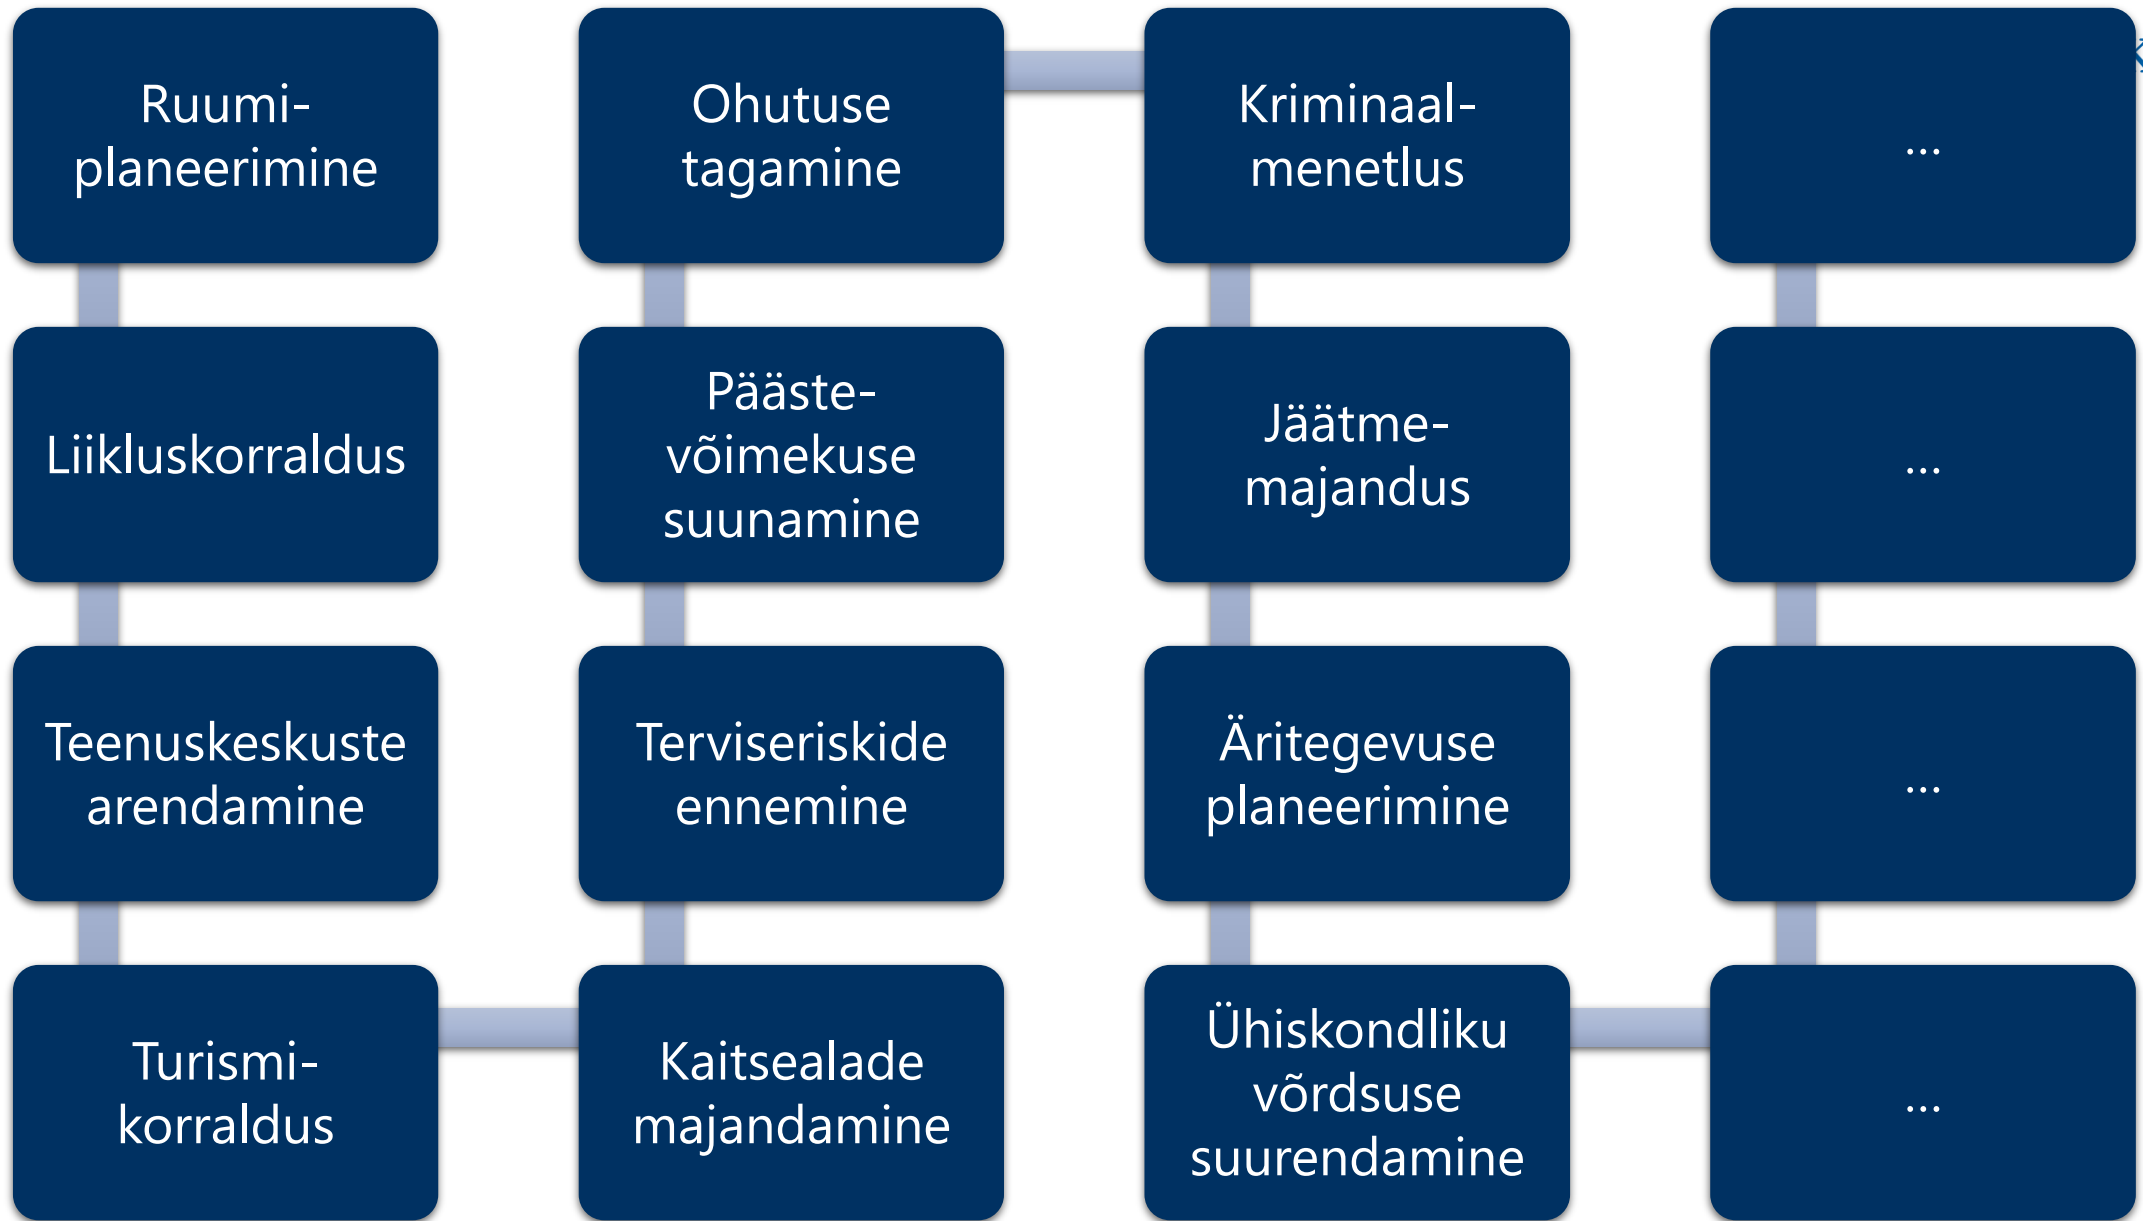 Ruumi-
planeerimine
Liikluskorraldus
Teenuskeskuste
arendamine
Turismi-
korraldus
Kaitsealade
majandamine
Terviseriskide
ennemine
Pääste-
võimekuse
suunamine
Ohutuse
tagamine
Kriminaal-
menetlus
Jäätme-
majandus
Äritegevuse
planeerimine
Ühiskondliku
võrdsuse
suurendamine
...
...
...
...